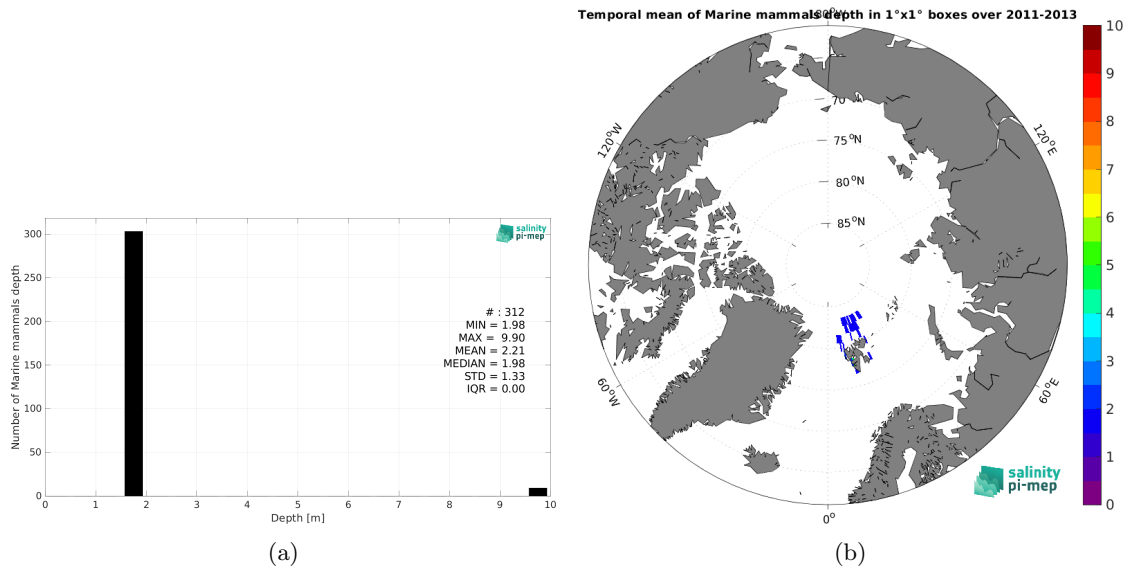 300
250
200
150
100
50
0
Number of Marine mammals depth
salinity
pi-mep
# : 312
MIN = 1.98
MAX = 9.90
MEAN = 2.21
MEDIAN = 1.98
STD = 1.33
IQR = 0.00
0 1 2 3 4 5 6 7 8 9 10
Depth [m]
(a)
Temporal mean of Marine mammals depth in 1°x1° boxes over 2011-2013
180°W
120°W
120°E
70°
75°N
80°N
85°N
60°W
60°E
0°
salinity
pi-mep
10
9
8
7
6
5
4
3
2
1
0
(b)